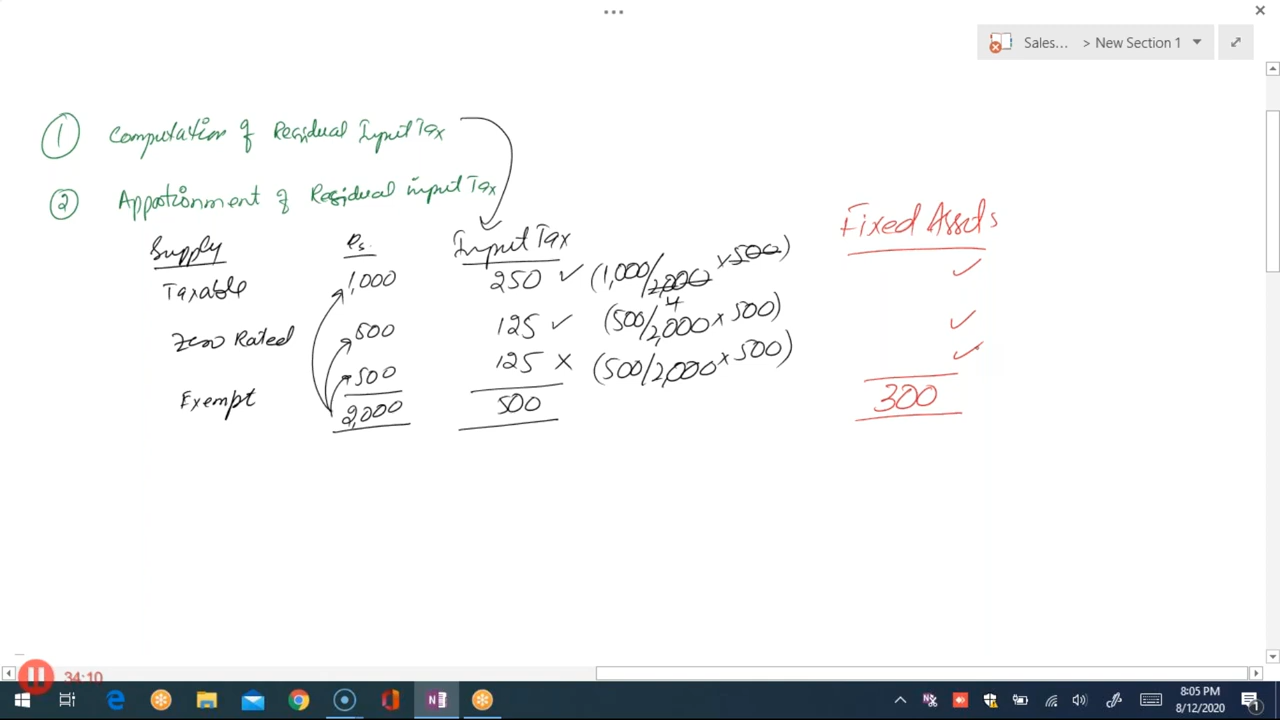 ...
Sales... > New Section 1
① Computation of Residual Input Tax
② Apportionment of Residual input Tax
Supply Rs. Input Tax Fixed Assets
Taxable 1,000 250 ✓ (1,000/2,000 × 500) ✓
4
Zero Rated 500 125 ✓ (500/2,000 × 500) ✓
Exempt 500 125 × (500/2,000 × 500) ✓
2,000 500 300
34:10
8:05 PM
8/12/2020